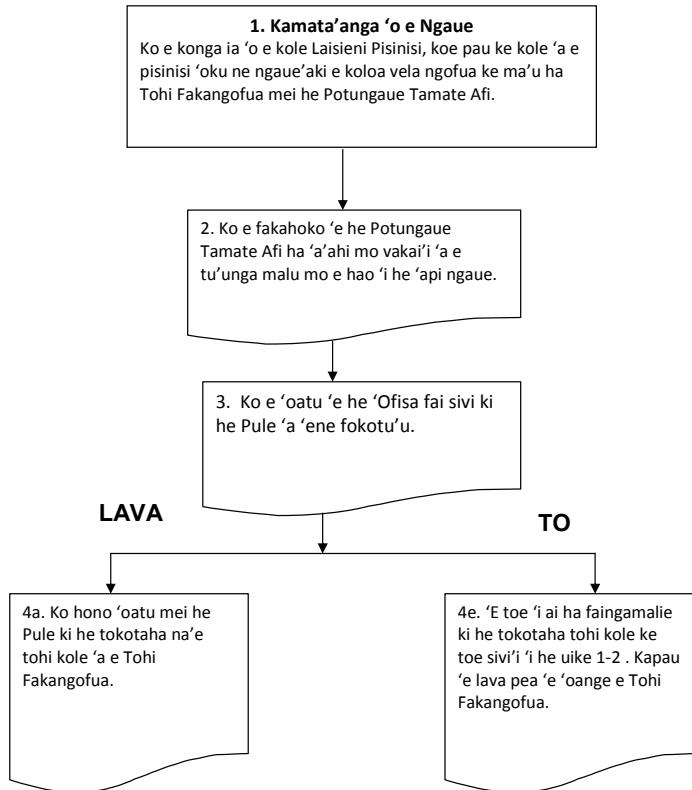 1. Kamata’anga ‘o e Ngaue
Ko e konga ia ‘o e kole Laisieni Pisinisi, koe pau ke kole ‘a e
pisinisi ‘oku ne ngaue’aki e koloa vela ngofua ke ma’u ha
Tohi Fakangofua mei he Potungaue Tamate Afi.
2. Ko e fakahoko ‘e he Potungaue
Tamate Afi ha ‘a’ahi mo vakai’i ‘a e
tu’unga malu mo e hao ‘i he ‘api ngaue.
3. Ko e ‘oatu ‘e he ‘Ofisa fai sivi ki
he Pule ‘a ‘ene fokotu’u.
LAVA
TO
4a. Ko hono ‘oatu mei he
Pule ki he tokotaha na’e
tohi kole ‘a e Tohi
Fakangofua.
4e. ‘E toe ‘i ai ha faingamalie
ki he tokotaha tohi kole ke
toe sivi’i ‘i he uike 1-2 . Kapau
‘e lava pea ‘e ‘oange e Tohi
Fakangofua.